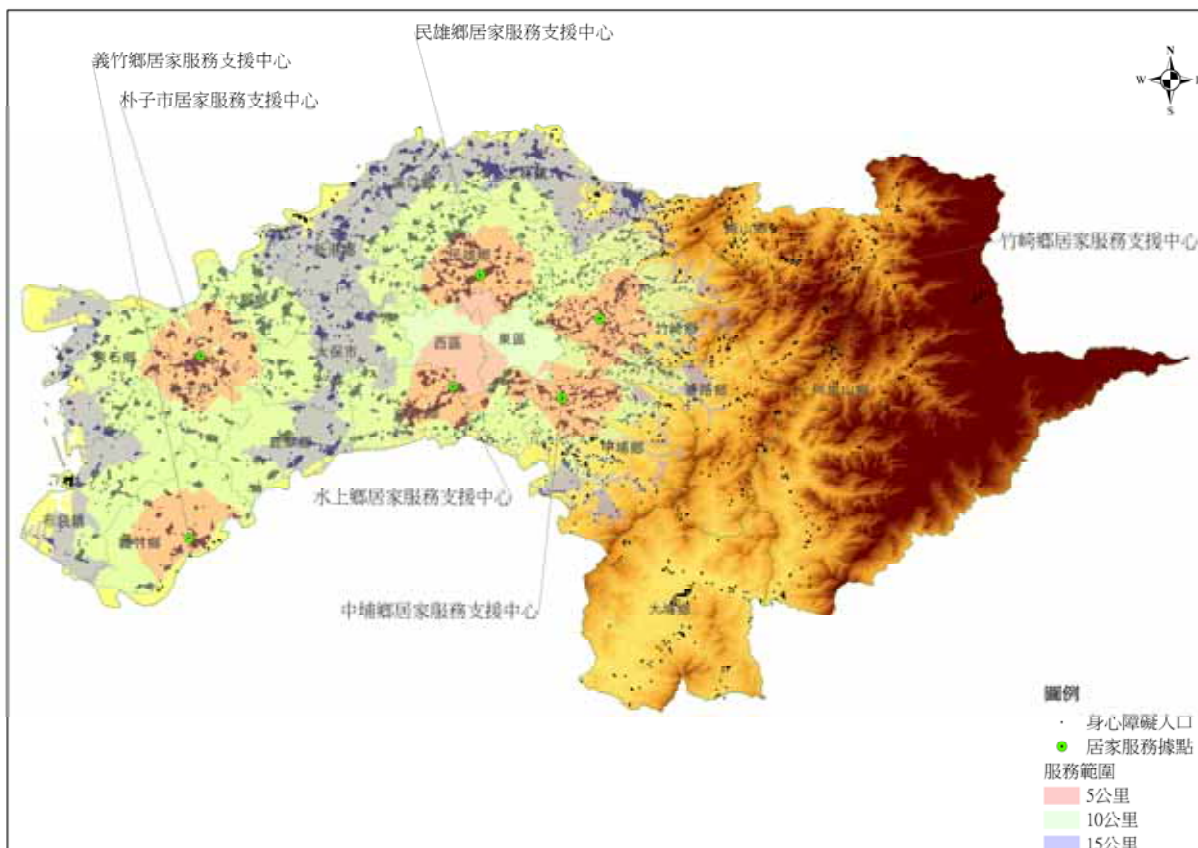 民雄鄉居家服務支援中心
義竹鄉居家服務支援中心
朴子市居家服務支援中心
N
W
S
竹崎鄉居家服務支援中心
民雄鄉
西區
東區
竹崎鄉
太保市
中埔鄉
義竹鄉
大埔鄉
水上鄉居家服務支援中心
中埔鄉居家服務支援中心
圖例
身心障礙人口
居家服務據點
服務範圍
5公里
10公里
15公里